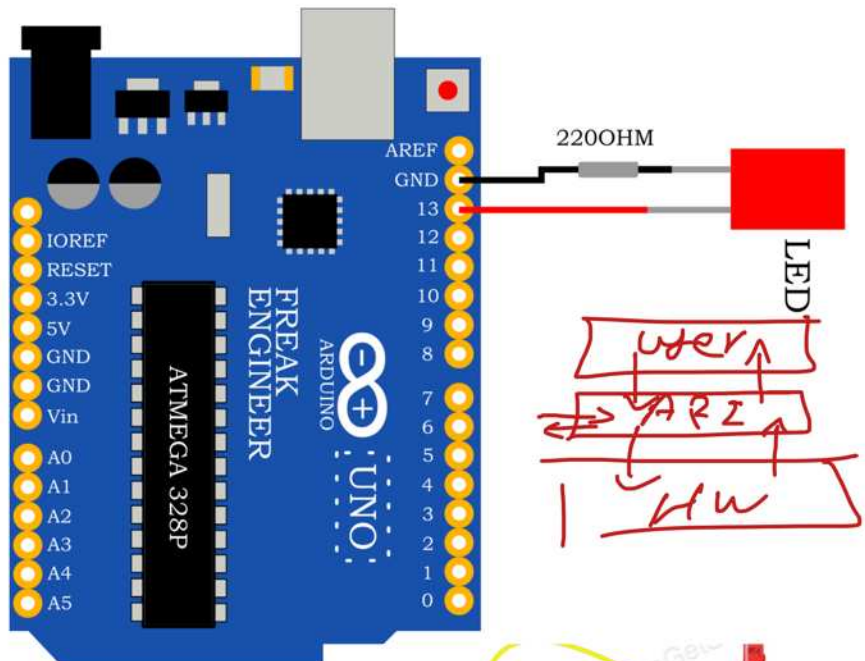 AREF
GND
13
12
11
10
9
8
7
6
5
4
3
2
1
0
220OHM
LED
IOREF
RESET
3.3V
5V
GND
GND
Vin
A0
A1
A2
A3
A4
A5
ATMEGA 328P
FREAK
ENGINEER
ARDUINO
UNO
user
API
HW